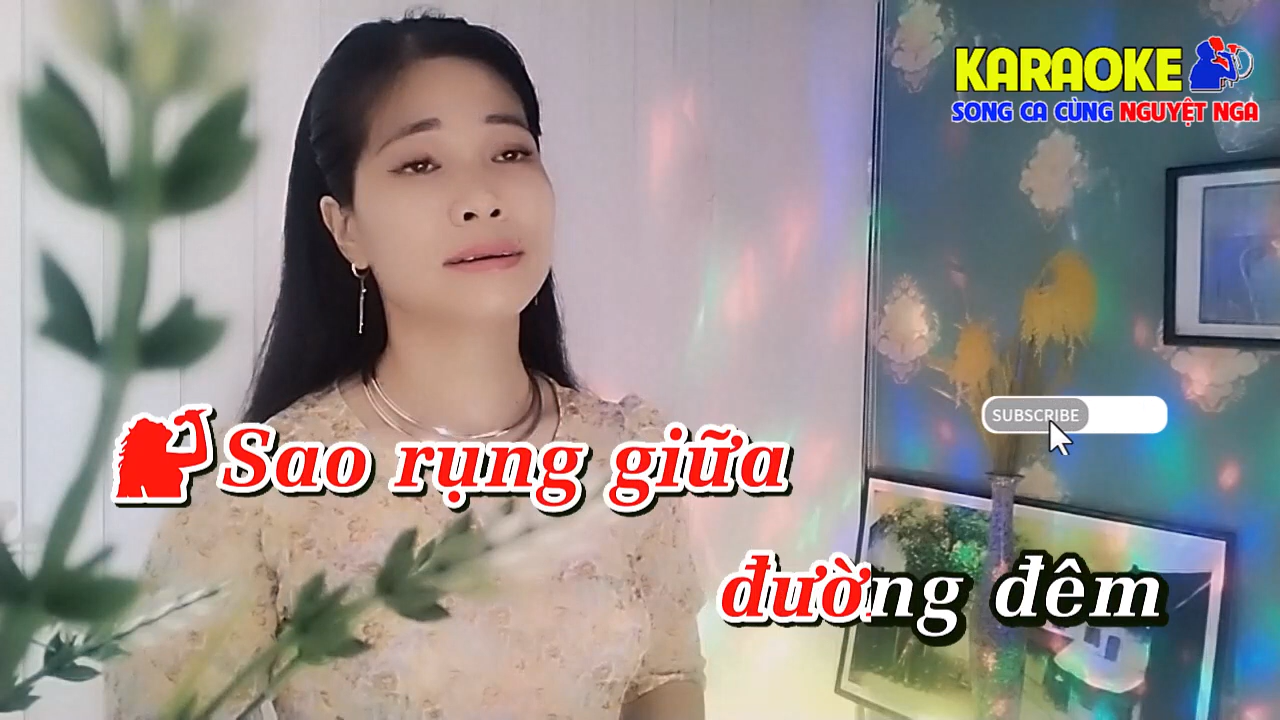 KARAOKE
SONG CA CÙNG NGUYỆT NGA
SUBSCRIBE
Sao rụng giữa
đường đêm